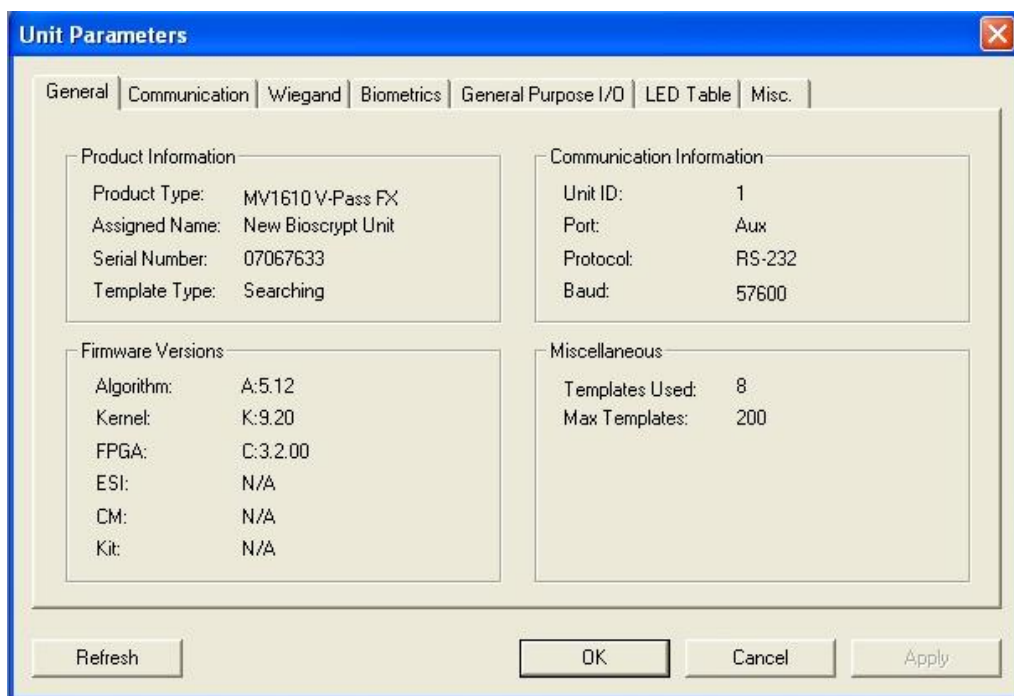 Unit Parameters
General Communication Wiegand Biometrics General Purpose I/O LED Table Misc.
Product Information
Product Type: MV1610 V-Pass FX
Assigned Name: New Bioscrypt Unit
Serial Number: 07067633
Template Type: Searching
Communication Information
Unit ID: 1
Port: Aux
Protocol: RS-232
Baud: 57600
Firmware Versions
Algorithm: A:5.12
Kernel: K:9.20
FPGA: C:3.2.00
ESI: N/A
CM: N/A
Kit: N/A
Miscellaneous
Templates Used: 8
Max Templates: 200
Refresh OK Cancel Apply